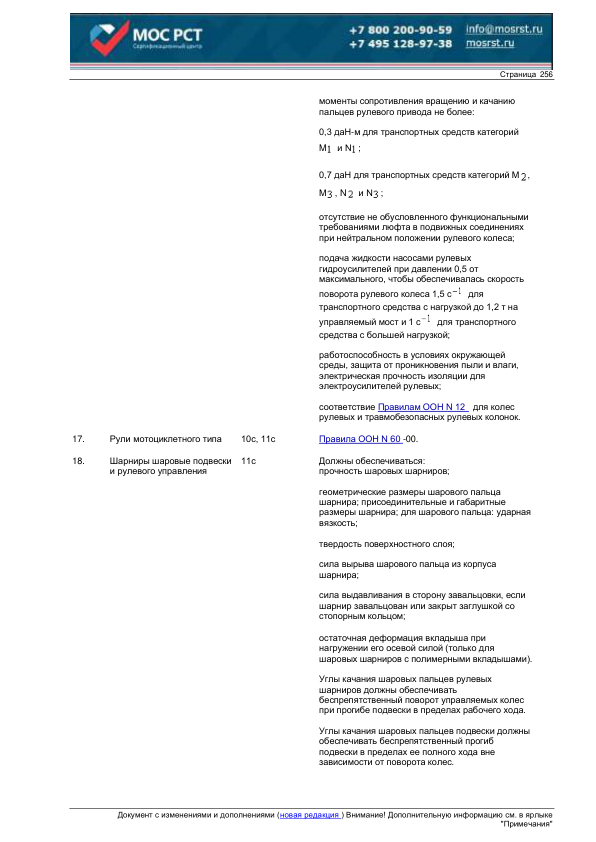 МОС РСТ
Сертификационный центр
+7 800 200-90-59 info@mosrst.ru
+7 495 128-97-38 mosrst.ru
Страница 256
моменты сопротивления вращению и качанию
пальцев рулевого привода не более:
0,3 даН-м для транспортных средств категорий
M1 и N1 ;
0,7 даН для транспортных средств категорий M 2 ,
M3 , N2 и N3 ;
отсутствие не обусловленного функциональными
требованиями люфта в подвижных соединениях
при нейтральном положении рулевого колеса;
подача жидкости насосами рулевых
гидроусилителей при давлении 0,5 от
максимального, чтобы обеспечивалась скорость
поворота рулевого колеса 1,5 с⁻¹ для
транспортного средства с нагрузкой до 1,2 т на
управляемый мост и 1 с⁻¹ для транспортного
средства с большей нагрузкой;
работоспособность в условиях окружающей
среды, защита от проникновения пыли и влаги,
электрическая прочность изоляции для
электроусилителей рулевых;
соответствие Правилам ООН N 12 для колес
рулевых и травмобезопасных рулевых колонок.
17. Рули мотоциклетного типа 10с, 11с Правила ООН N 60 -00.
18. Шарниры шаровые подвески 11с Должны обеспечиваться:
и рулевого управления прочность шаровых шарниров;
геометрические размеры шарового пальца
шарнира; присоединительные и габаритные
размеры шарнира; для шарового пальца: ударная
вязкость;
твердость поверхностного слоя;
сила вырыва шарового пальца из корпуса
шарнира;
сила выдавливания в сторону завальцовки, если
шарнир завальцован или закрыт заглушкой со
стопорным кольцом;
остаточная деформация вкладыша при
нагружении его осевой силой (только для
шаровых шарниров с полимерными вкладышами).
Углы качания шаровых пальцев рулевых
шарниров должны обеспечивать
беспрепятственный поворот управляемых колес
при прогибе подвески в пределах рабочего хода.
Углы качания шаровых пальцев подвески должны
обеспечивать беспрепятственный прогиб
подвески в пределах ее полного хода вне
зависимости от поворота колес.
Документ с изменениями и дополнениями (новая редакция ) Внимание! Дополнительную информацию см. в ярлыке
"Примечания"